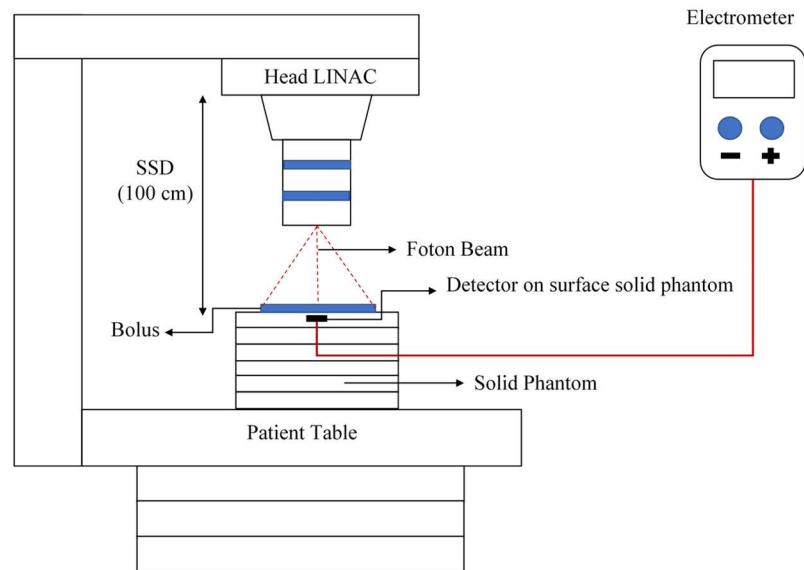 Electrometer
Head LINAC
SSD
(100 cm)
Foton Beam
Detector on surface solid phantom
Bolus
Solid Phantom
Patient Table